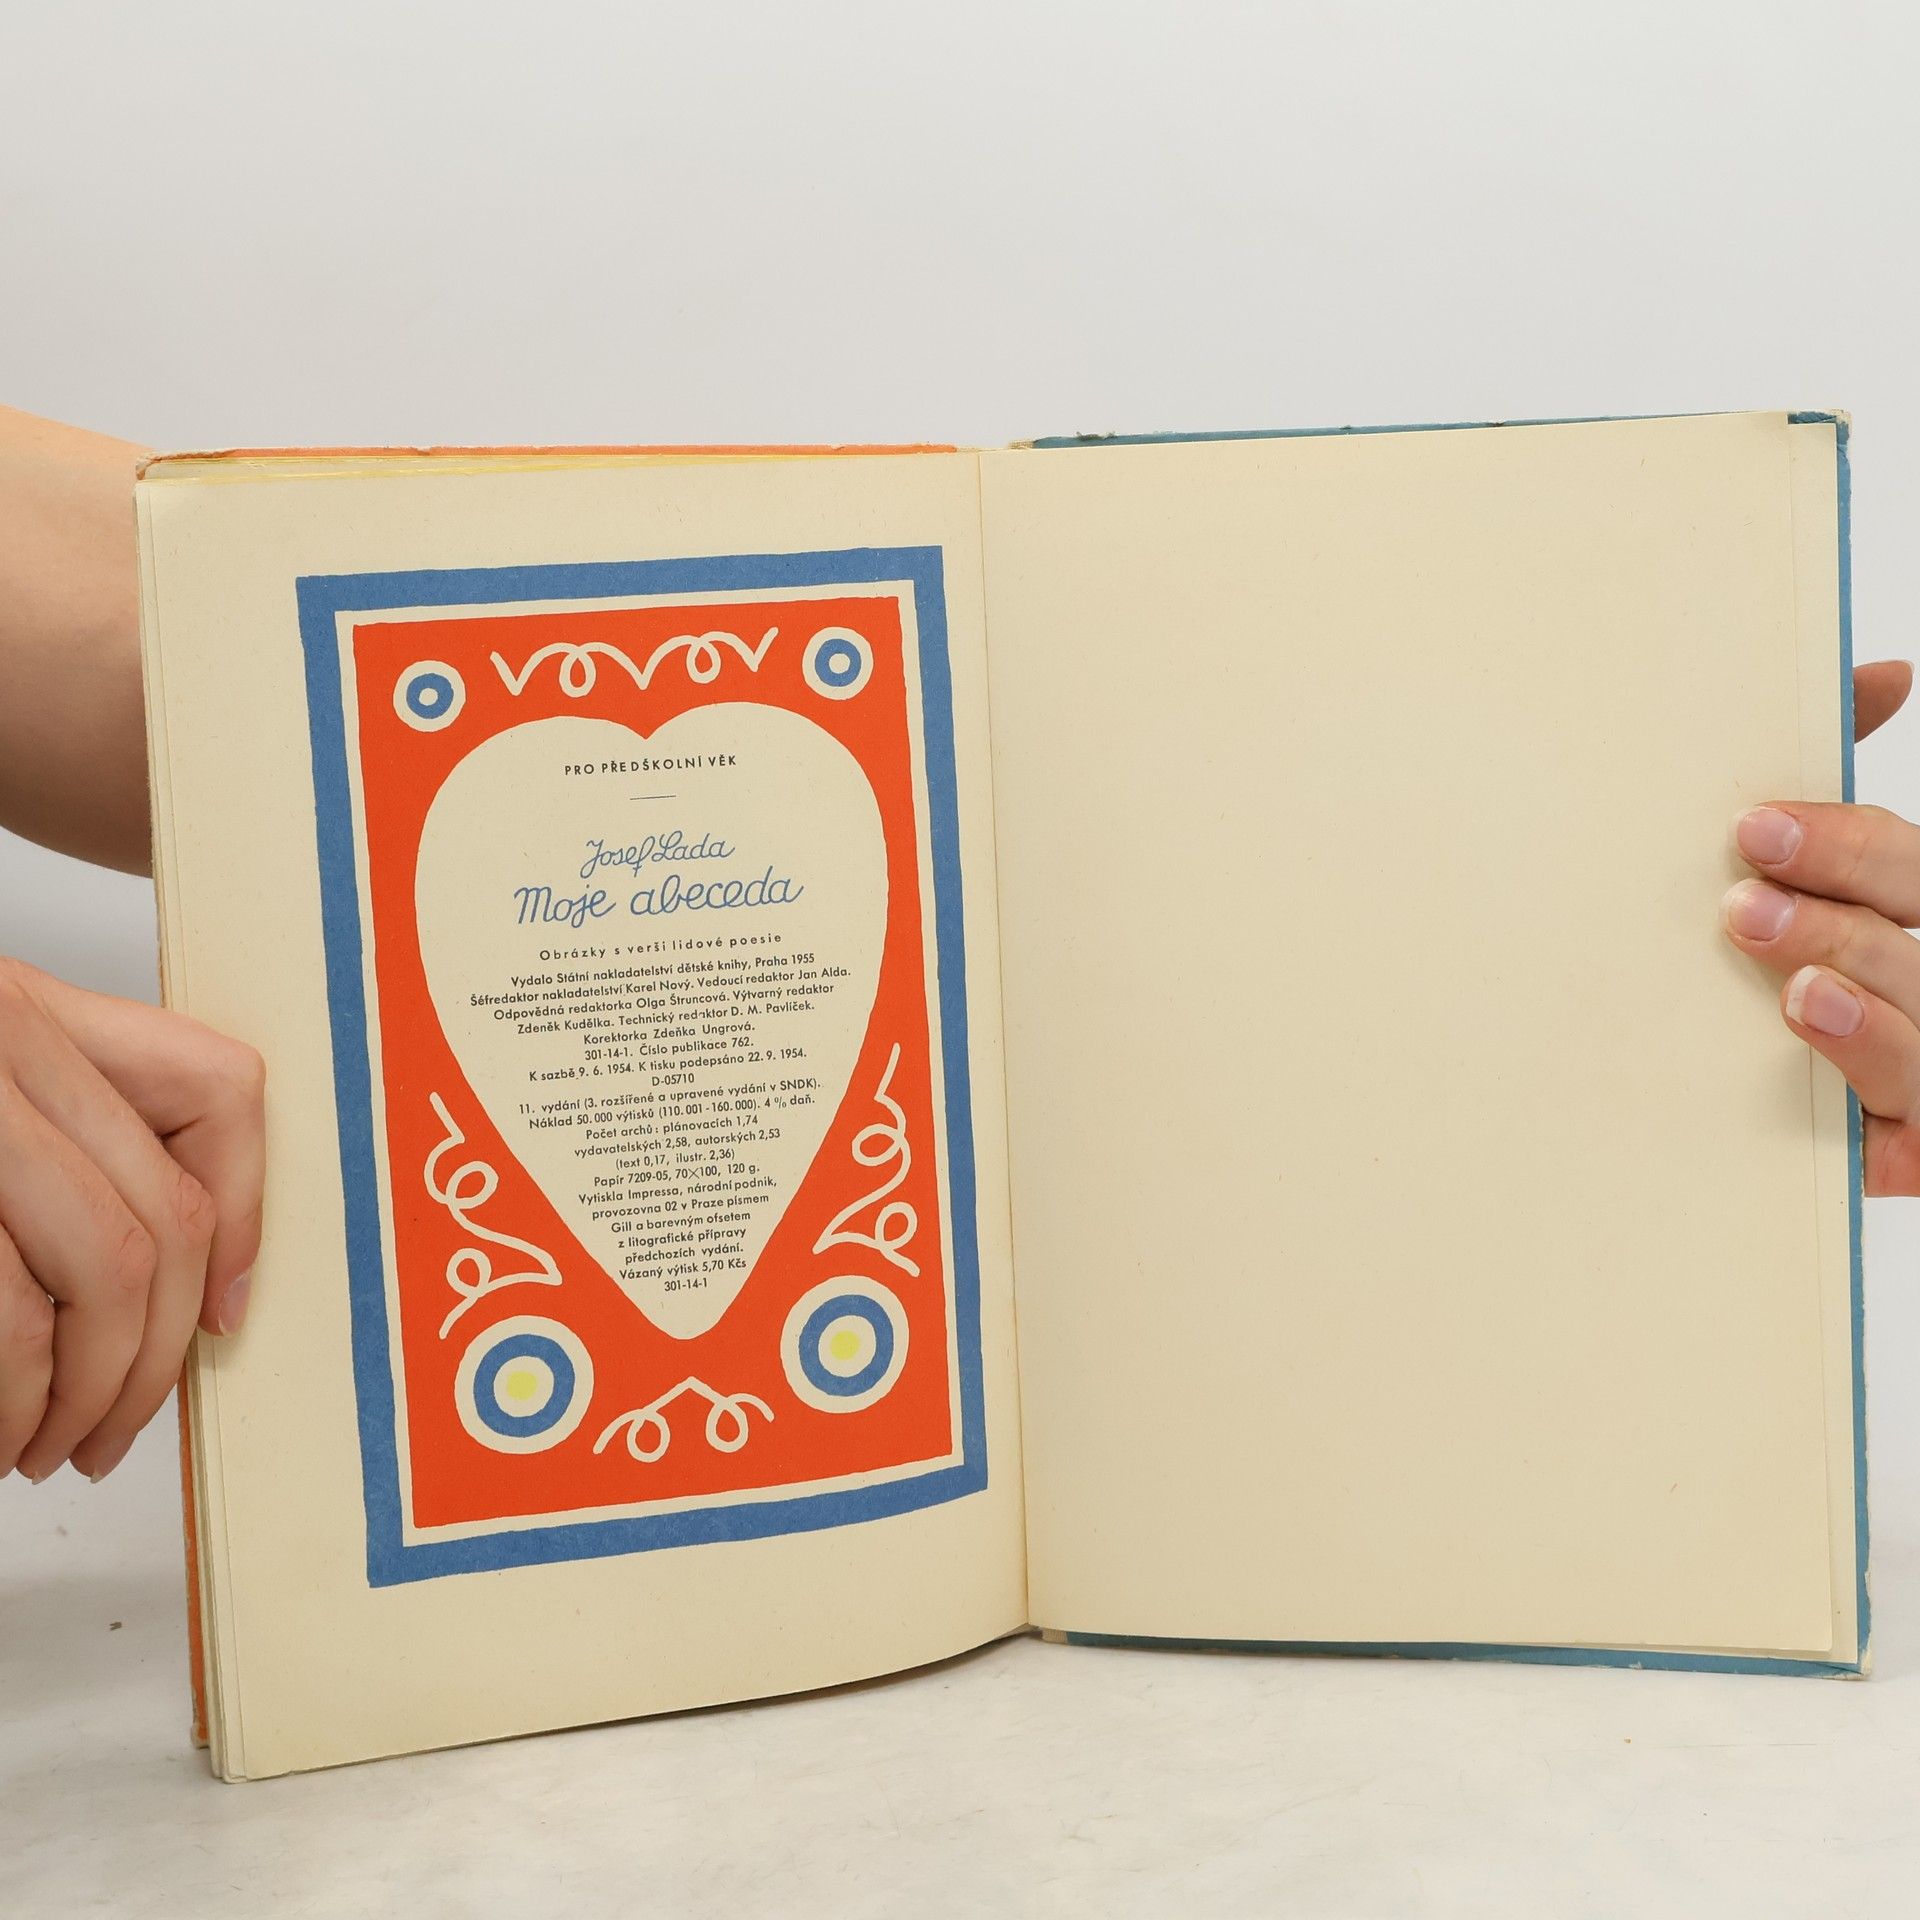 PRO PŘEDŠKOLNÍ VĚK
Josef Lada
Moje abeceda
Obrázky s verši lidové poesie
Vydalo Státní nakladatelství dětské knihy, Praha 1955
Šéfredaktor nakladatelství Karel Nový. Vedoucí redaktor Jan Alda.
Odpovědná redaktorka Olga Štruncová. Výtvarný redaktor
Zdeněk Kudělka. Technický redaktor D. M. Pavlíček.
Korektorka Zdeňka Ungrová.
301-14-1. Číslo publikace 762.
K sazbě 9. 6. 1954. K tisku podepsáno 22. 9. 1954.
D-05710
11. vydání (3. rozšířené a upravené vydání v SNDK).
Náklad 50.000 výtisků (110.001-160.000). 4 % daň.
Počet archů: plánovacích 1,74
vydavatelských 2,58, autorských 2,53
(text 0,17, ilustr. 2,36)
Papír 7209-05, 70×100, 120 g.
Vytiskla Impressa, národní podnik,
provozovna 02 v Praze písmem
Gill a barevným ofsetem
z litografické přípravy
předchozích vydání.
Vázaný výtisk 5,70 Kčs
301-14-1